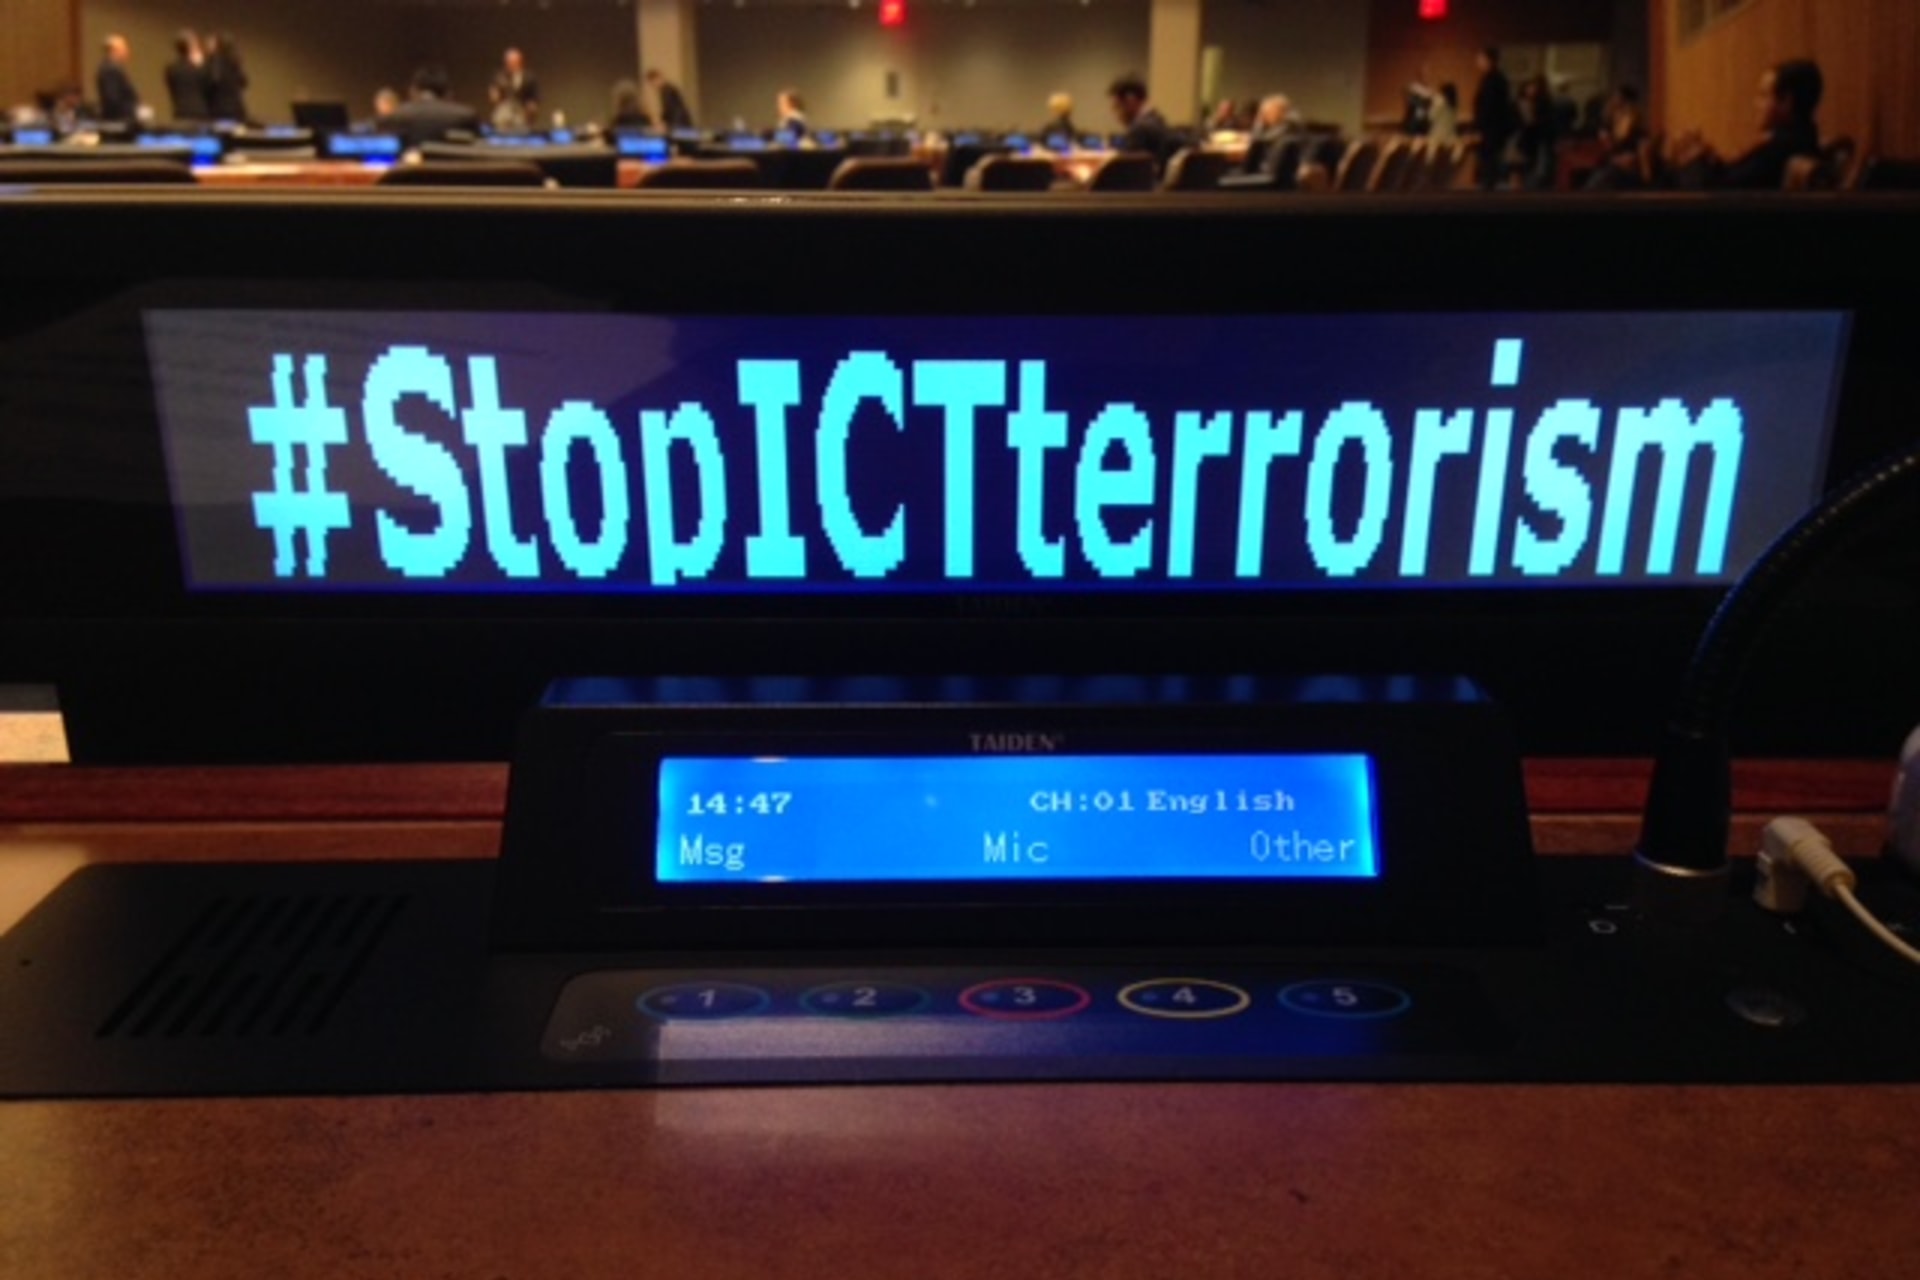 #StopICTterrorism
TAIDEN
14:47 CH:01 English
Msg Mic Other
1 2 3 4 5